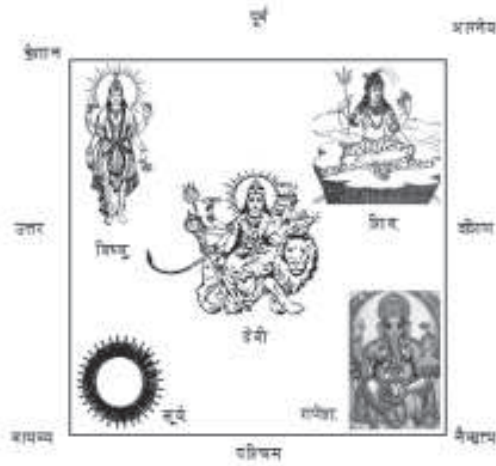 पूर्व
आग्नेय
ईशान
उत्तर
विष्णु
शिव
दक्षिण
देवी
सूर्य
गणेश
वायव्य
नैऋत्य
पश्चिम